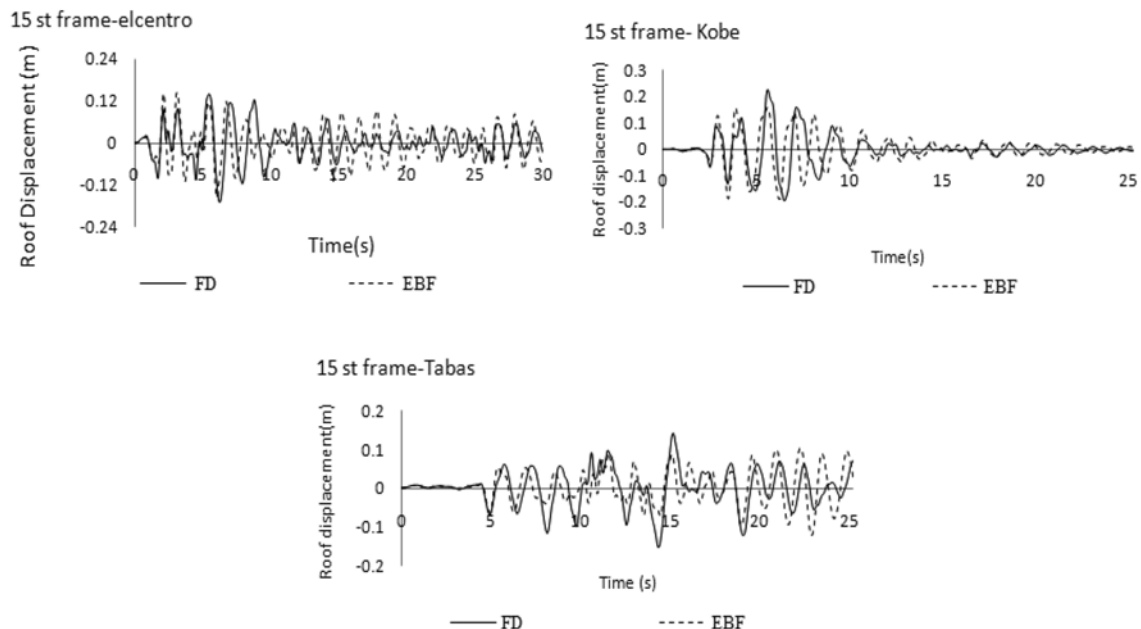 15 st frame-elcentro
Roof Displacement (m)
0.24
0.12
0
-0.12
-0.24
0 5 10 15 20 25 30
Time(s)
FD EBF
15 st frame- Kobe
Roof displacement(m)
0.3
0.2
0.1
0
-0.1
-0.2
-0.3
0 5 10 15 20 25
Time(s)
FD EBF
15 st frame-Tabas
Roof displacement(m)
0.2
0.1
0
-0.1
-0.2
0 5 10 15 20 25
Time (s)
FD EBF